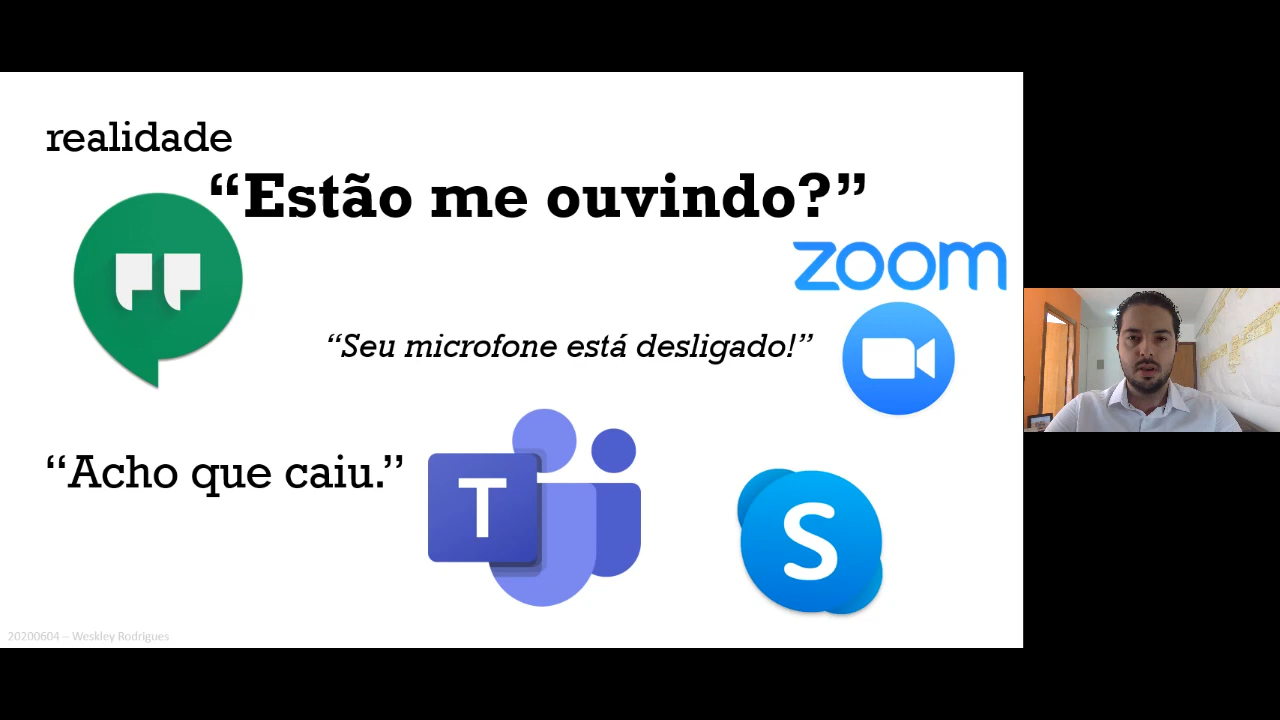 realidade
“Estão me ouvindo?”
zoom
“Seu microfone está desligado!”
“Acho que caiu.”
T
S
20200604 – Weskley Rodrigues